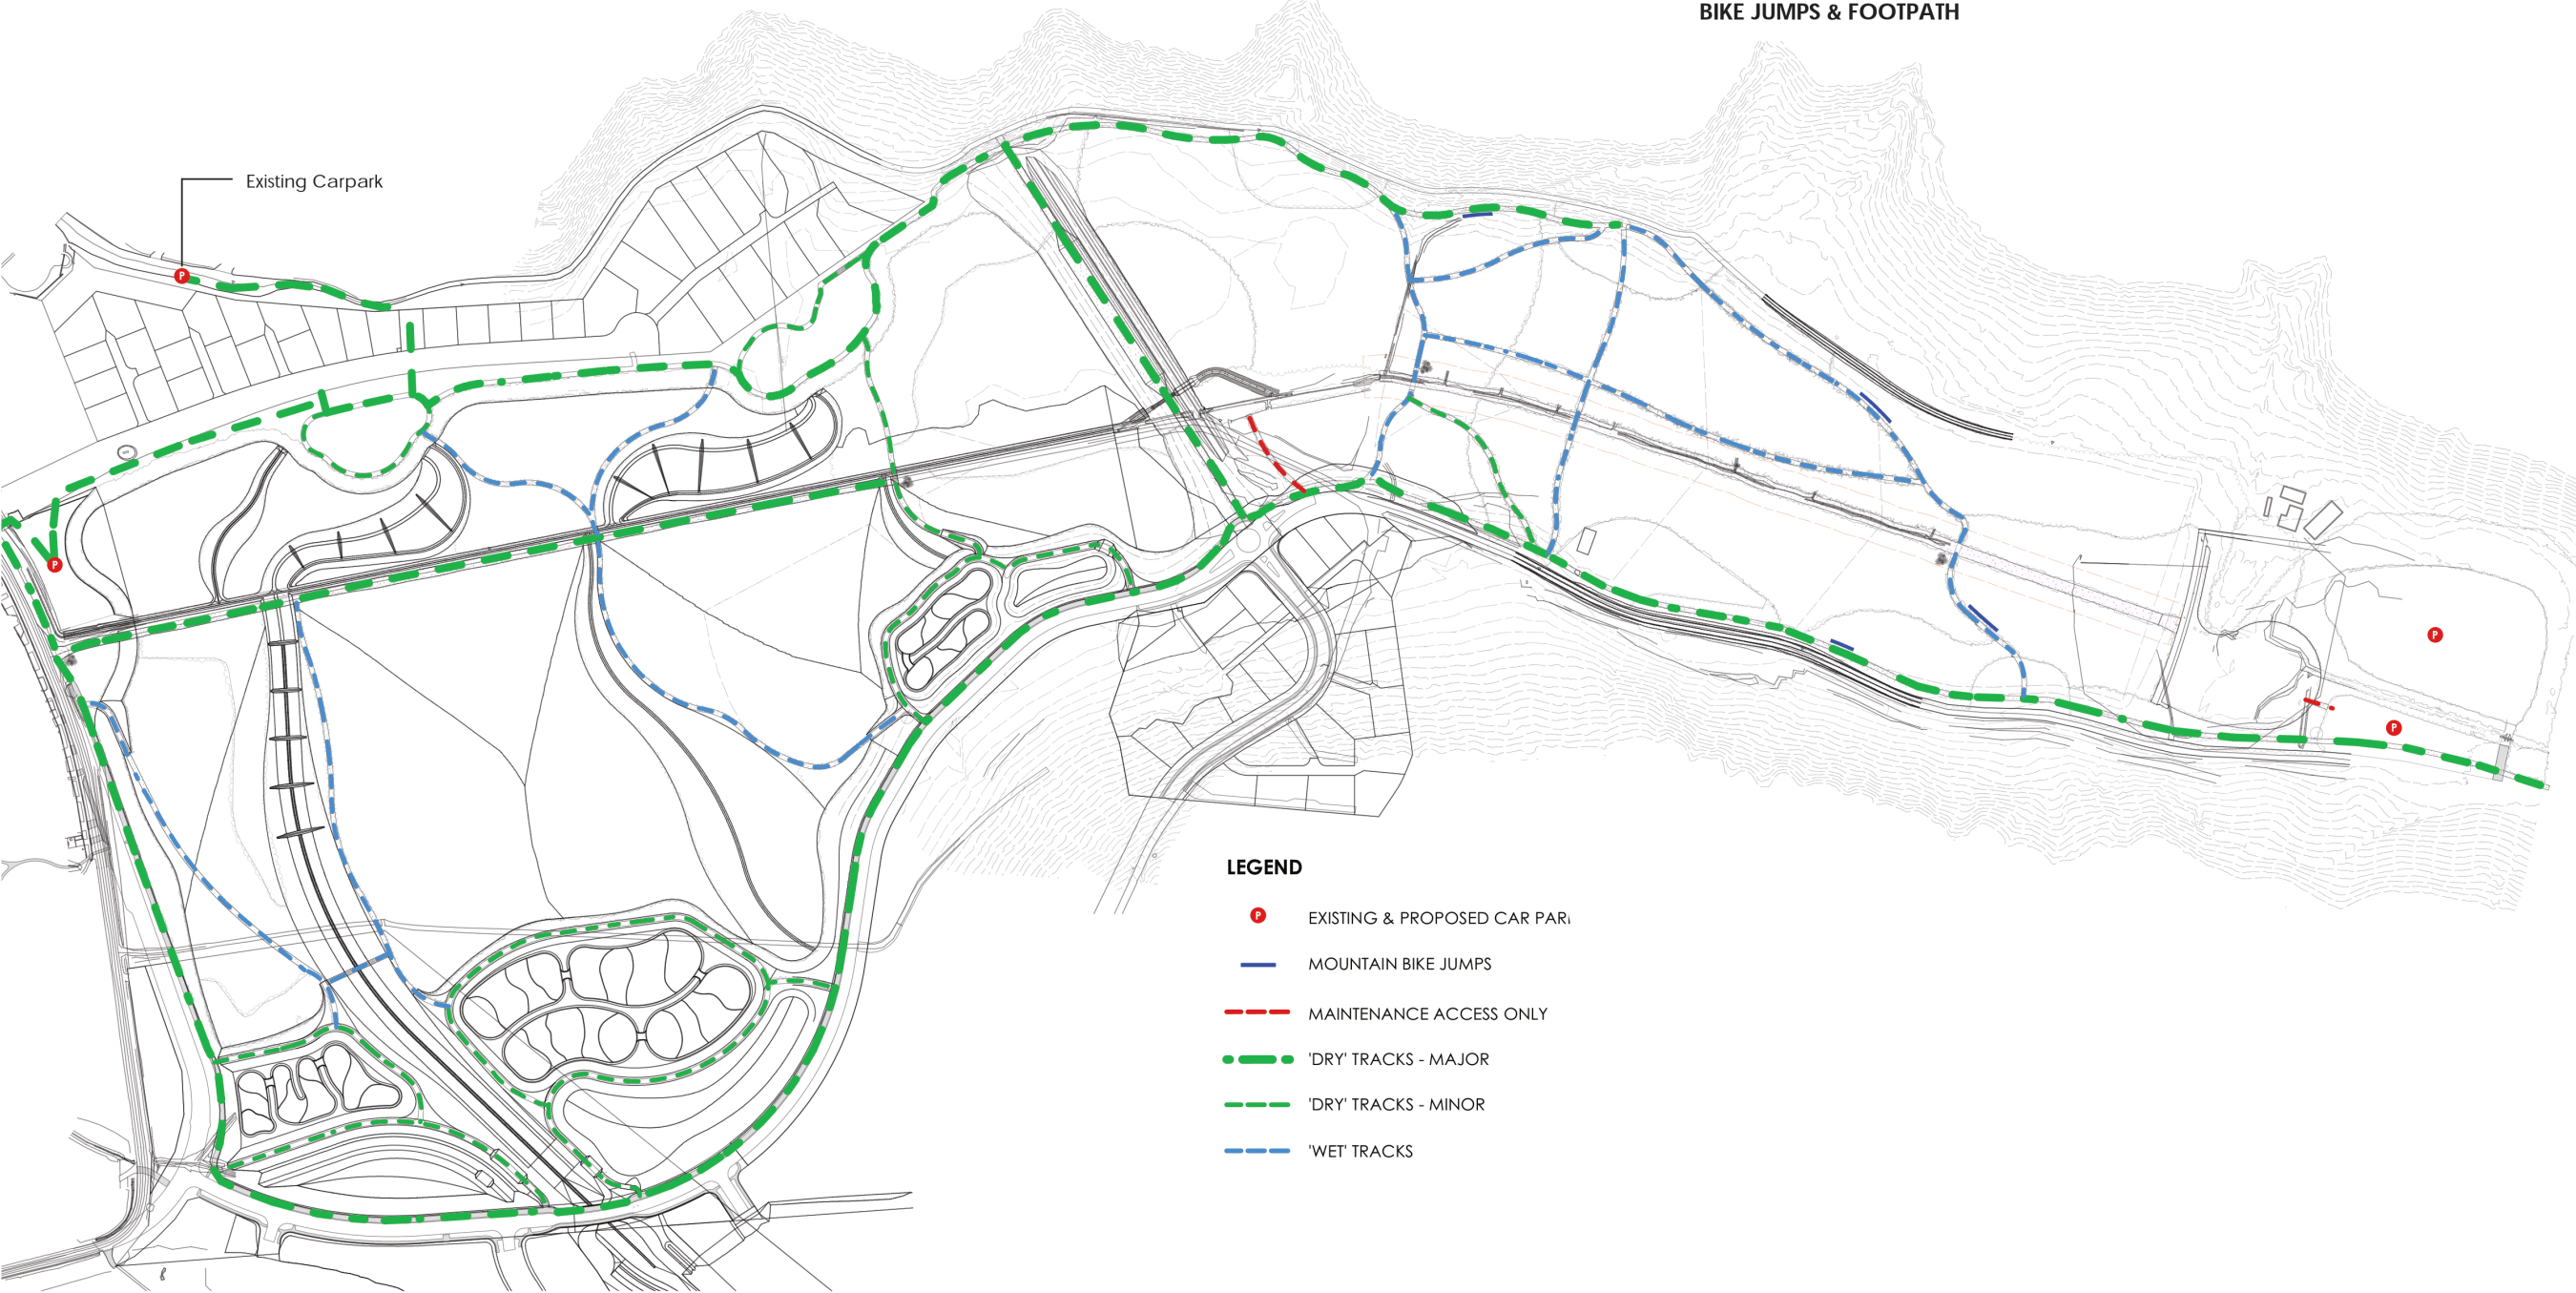 BIKE JUMPS & FOOTPATH
Existing Carpark
P
P
P
P
LEGEND
P EXISTING & PROPOSED CAR PAR
MOUNTAIN BIKE JUMPS
MAINTENANCE ACCESS ONLY
'DRY' TRACKS - MAJOR
'DRY' TRACKS - MINOR
'WET' TRACKS